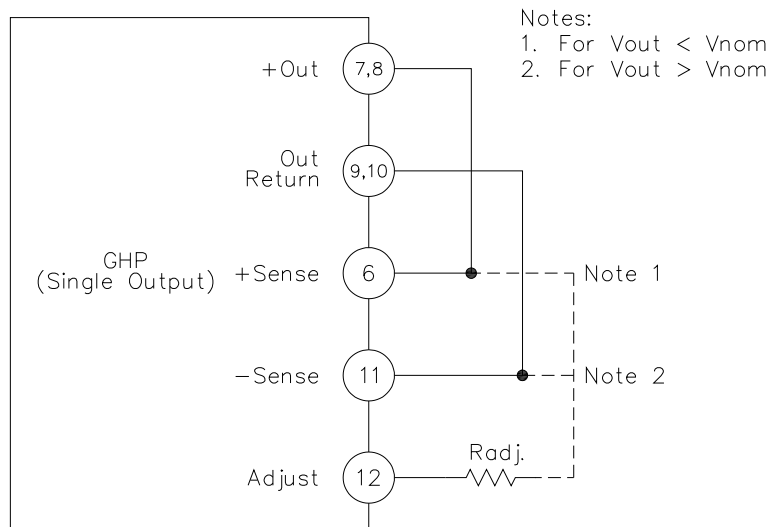 Notes:
1. For Vout < Vnom
2. For Vout > Vnom
+Out
7,8
Out
Return
9,10
GHP
(Single Output)
+Sense
6
Note 1
-Sense
11
Note 2
Adjust
12
Radj.